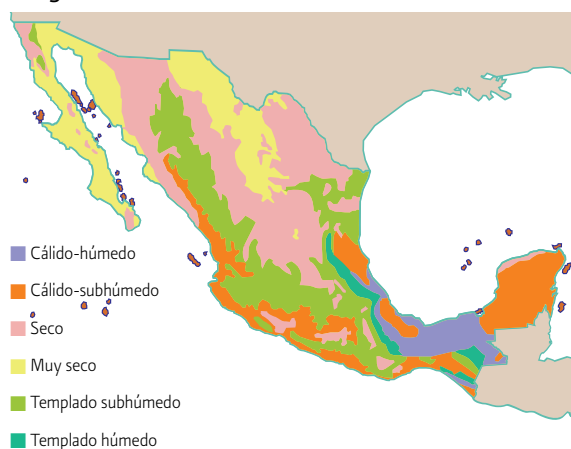 Cálido-húmedo
Cálido-subhúmedo
Seco
Muy seco
Templado subhúmedo
Templado húmedo